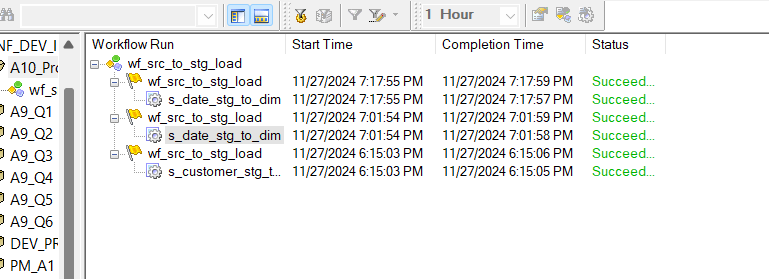 1 Hour
NF_DEV_I
A10_Pro
wf_s
A9_Q1
A9_Q2
A9_Q3
A9_Q4
A9_Q5
A9_Q6
DEV_PR
PM_A1
Workflow Run Start Time Completion Time Status
wf_src_to_stg_load
wf_src_to_stg_load 11/27/2024 7:17:55 PM 11/27/2024 7:17:59 PM Succeed...
s_date_stg_to_dim 11/27/2024 7:17:55 PM 11/27/2024 7:17:57 PM Succeed...
wf_src_to_stg_load 11/27/2024 7:01:54 PM 11/27/2024 7:01:59 PM Succeed...
s_date_stg_to_dim 11/27/2024 7:01:54 PM 11/27/2024 7:01:58 PM Succeed...
wf_src_to_stg_load 11/27/2024 6:15:03 PM 11/27/2024 6:15:06 PM Succeed...
s_customer_stg_t... 11/27/2024 6:15:03 PM 11/27/2024 6:15:05 PM Succeed...